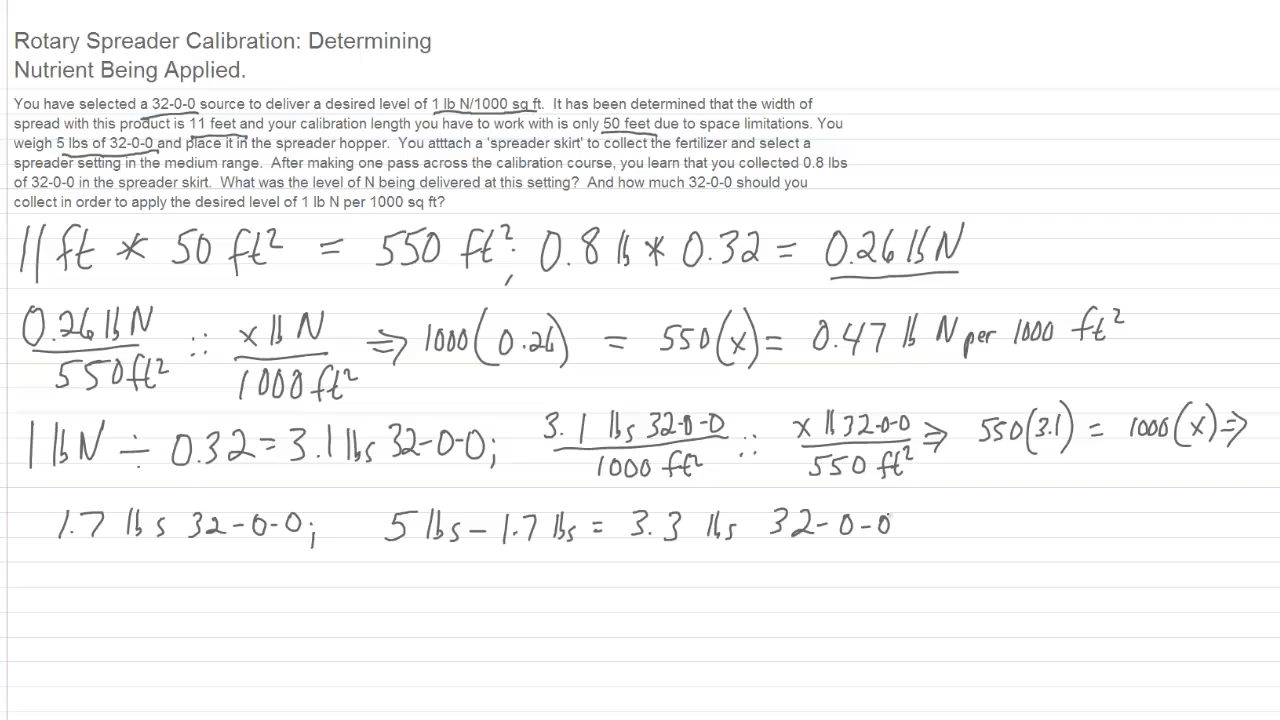 Rotary Spreader Calibration: Determining
Nutrient Being Applied.
You have selected a 32-0-0 source to deliver a desired level of 1 lb N/1000 sq ft.  It has been determined that the width of
spread with this product is 11 feet and your calibration length you have to work with is only 50 feet due to space limitations. You
weigh 5 lbs of 32-0-0 and place it in the spreader hopper.  You atttach a 'spreader skirt' to collect the fertilizer and select a
spreader setting in the medium range.  After making one pass across the calibration course, you learn that you collected 0.8 lbs
of 32-0-0 in the spreader skirt.  What was the level of N being delivered at this setting?  And how much 32-0-0 should you
collect in order to apply the desired level of 1 lb N per 1000 sq ft?
11 ft * 50 ft² = 550 ft²; 0.8 lb * 0.32 = 0.26 lb N
0.26 lb N / 550 ft² :: x lb N / 1000 ft² ⇒ 1000(0.26) = 550(x) = 0.47 lb N per 1000 ft²
1 lb N ÷ 0.32 = 3.1 lbs 32-0-0; 3.1 lbs 32-0-0 / 1000 ft² :: x lb 32-0-0 / 550 ft² ⇒ 550(3.1) = 1000(x) ⇒
1.7 lbs 32-0-0; 5 lbs - 1.7 lbs = 3.3 lbs 32-0-0